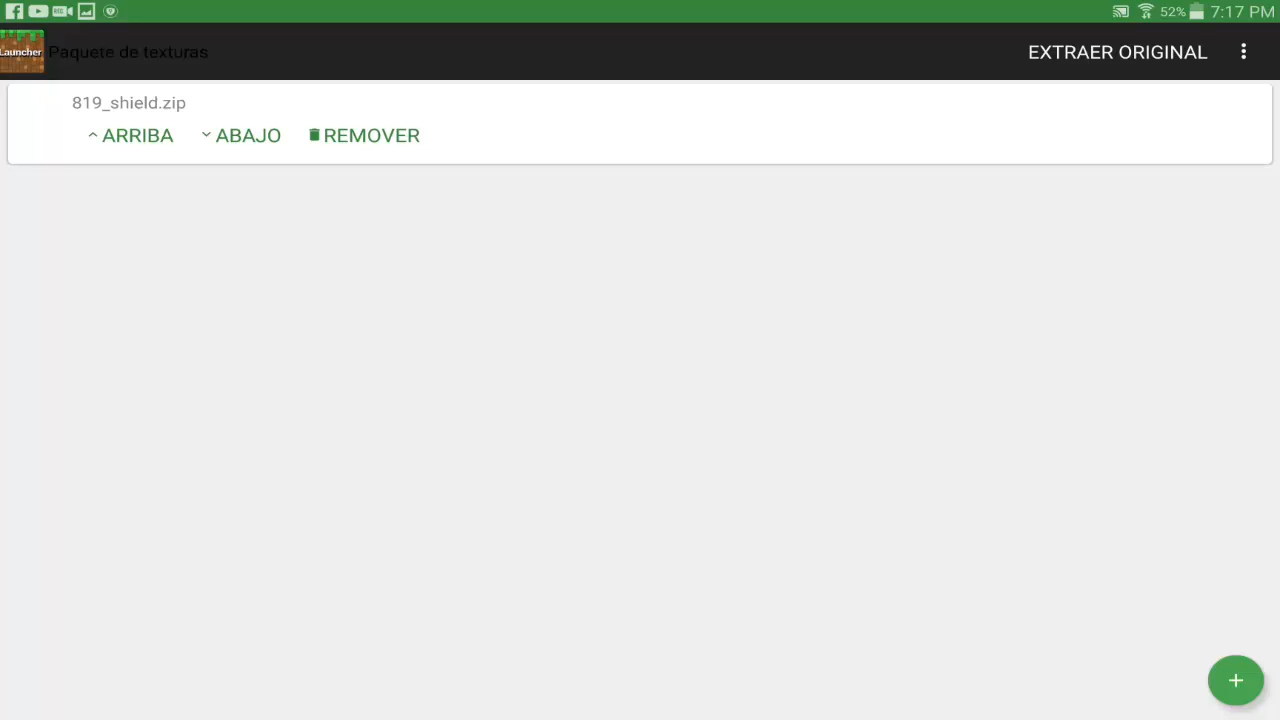 52% 7:17 PM
Launcher Paquete de texturas EXTRAER ORIGINAL
819_shield.zip
ARRIBA ABAJO REMOVER